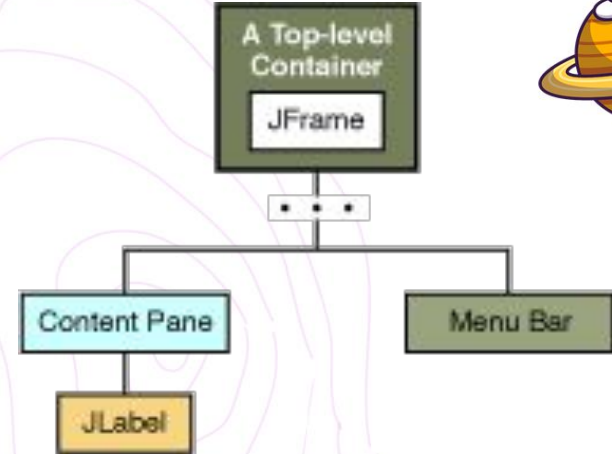 A Top-level
Container
JFrame
• • •
Content Pane
Menu Bar
JLabel